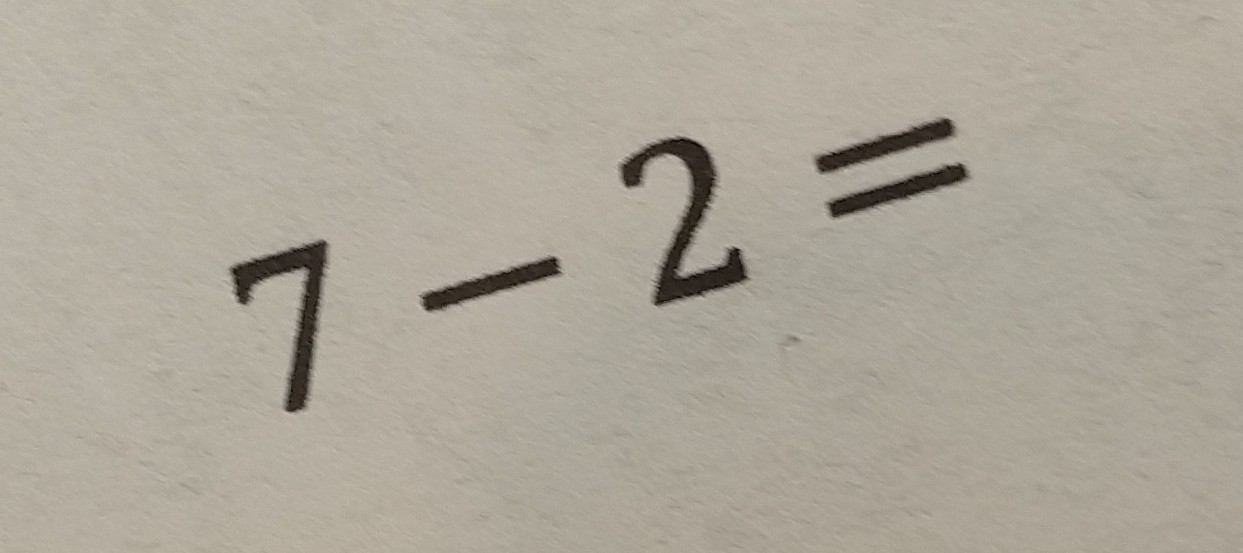 7 − 2 =